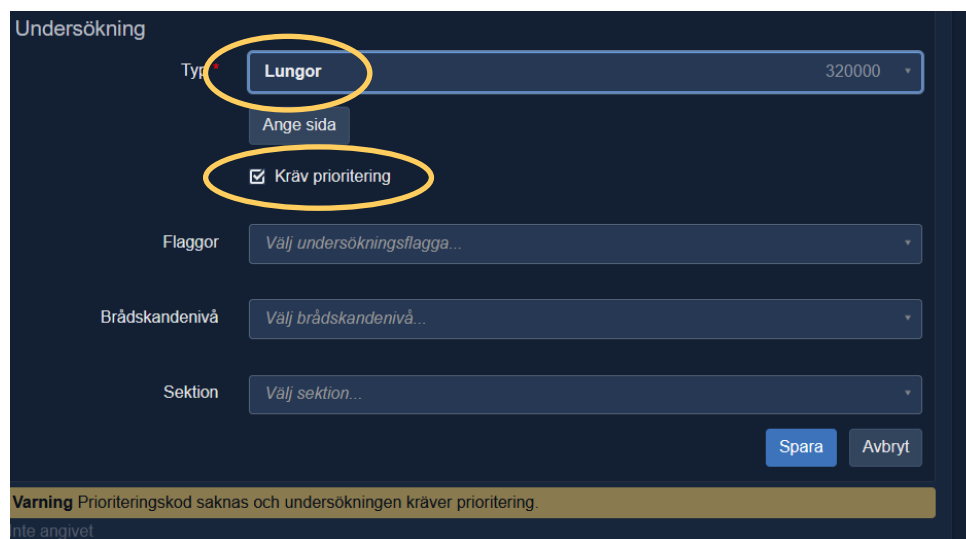 Undersökning
Typ * Lungor 320000
Ange sida
Kräv prioritering
Flaggor Välj undersökningsflagga...
Brådskandenivå Välj brådskandenivå...
Sektion Välj sektion...
Spara Avbryt
Varning Prioriteringskod saknas och undersökningen kräver prioritering.
Inte angivet